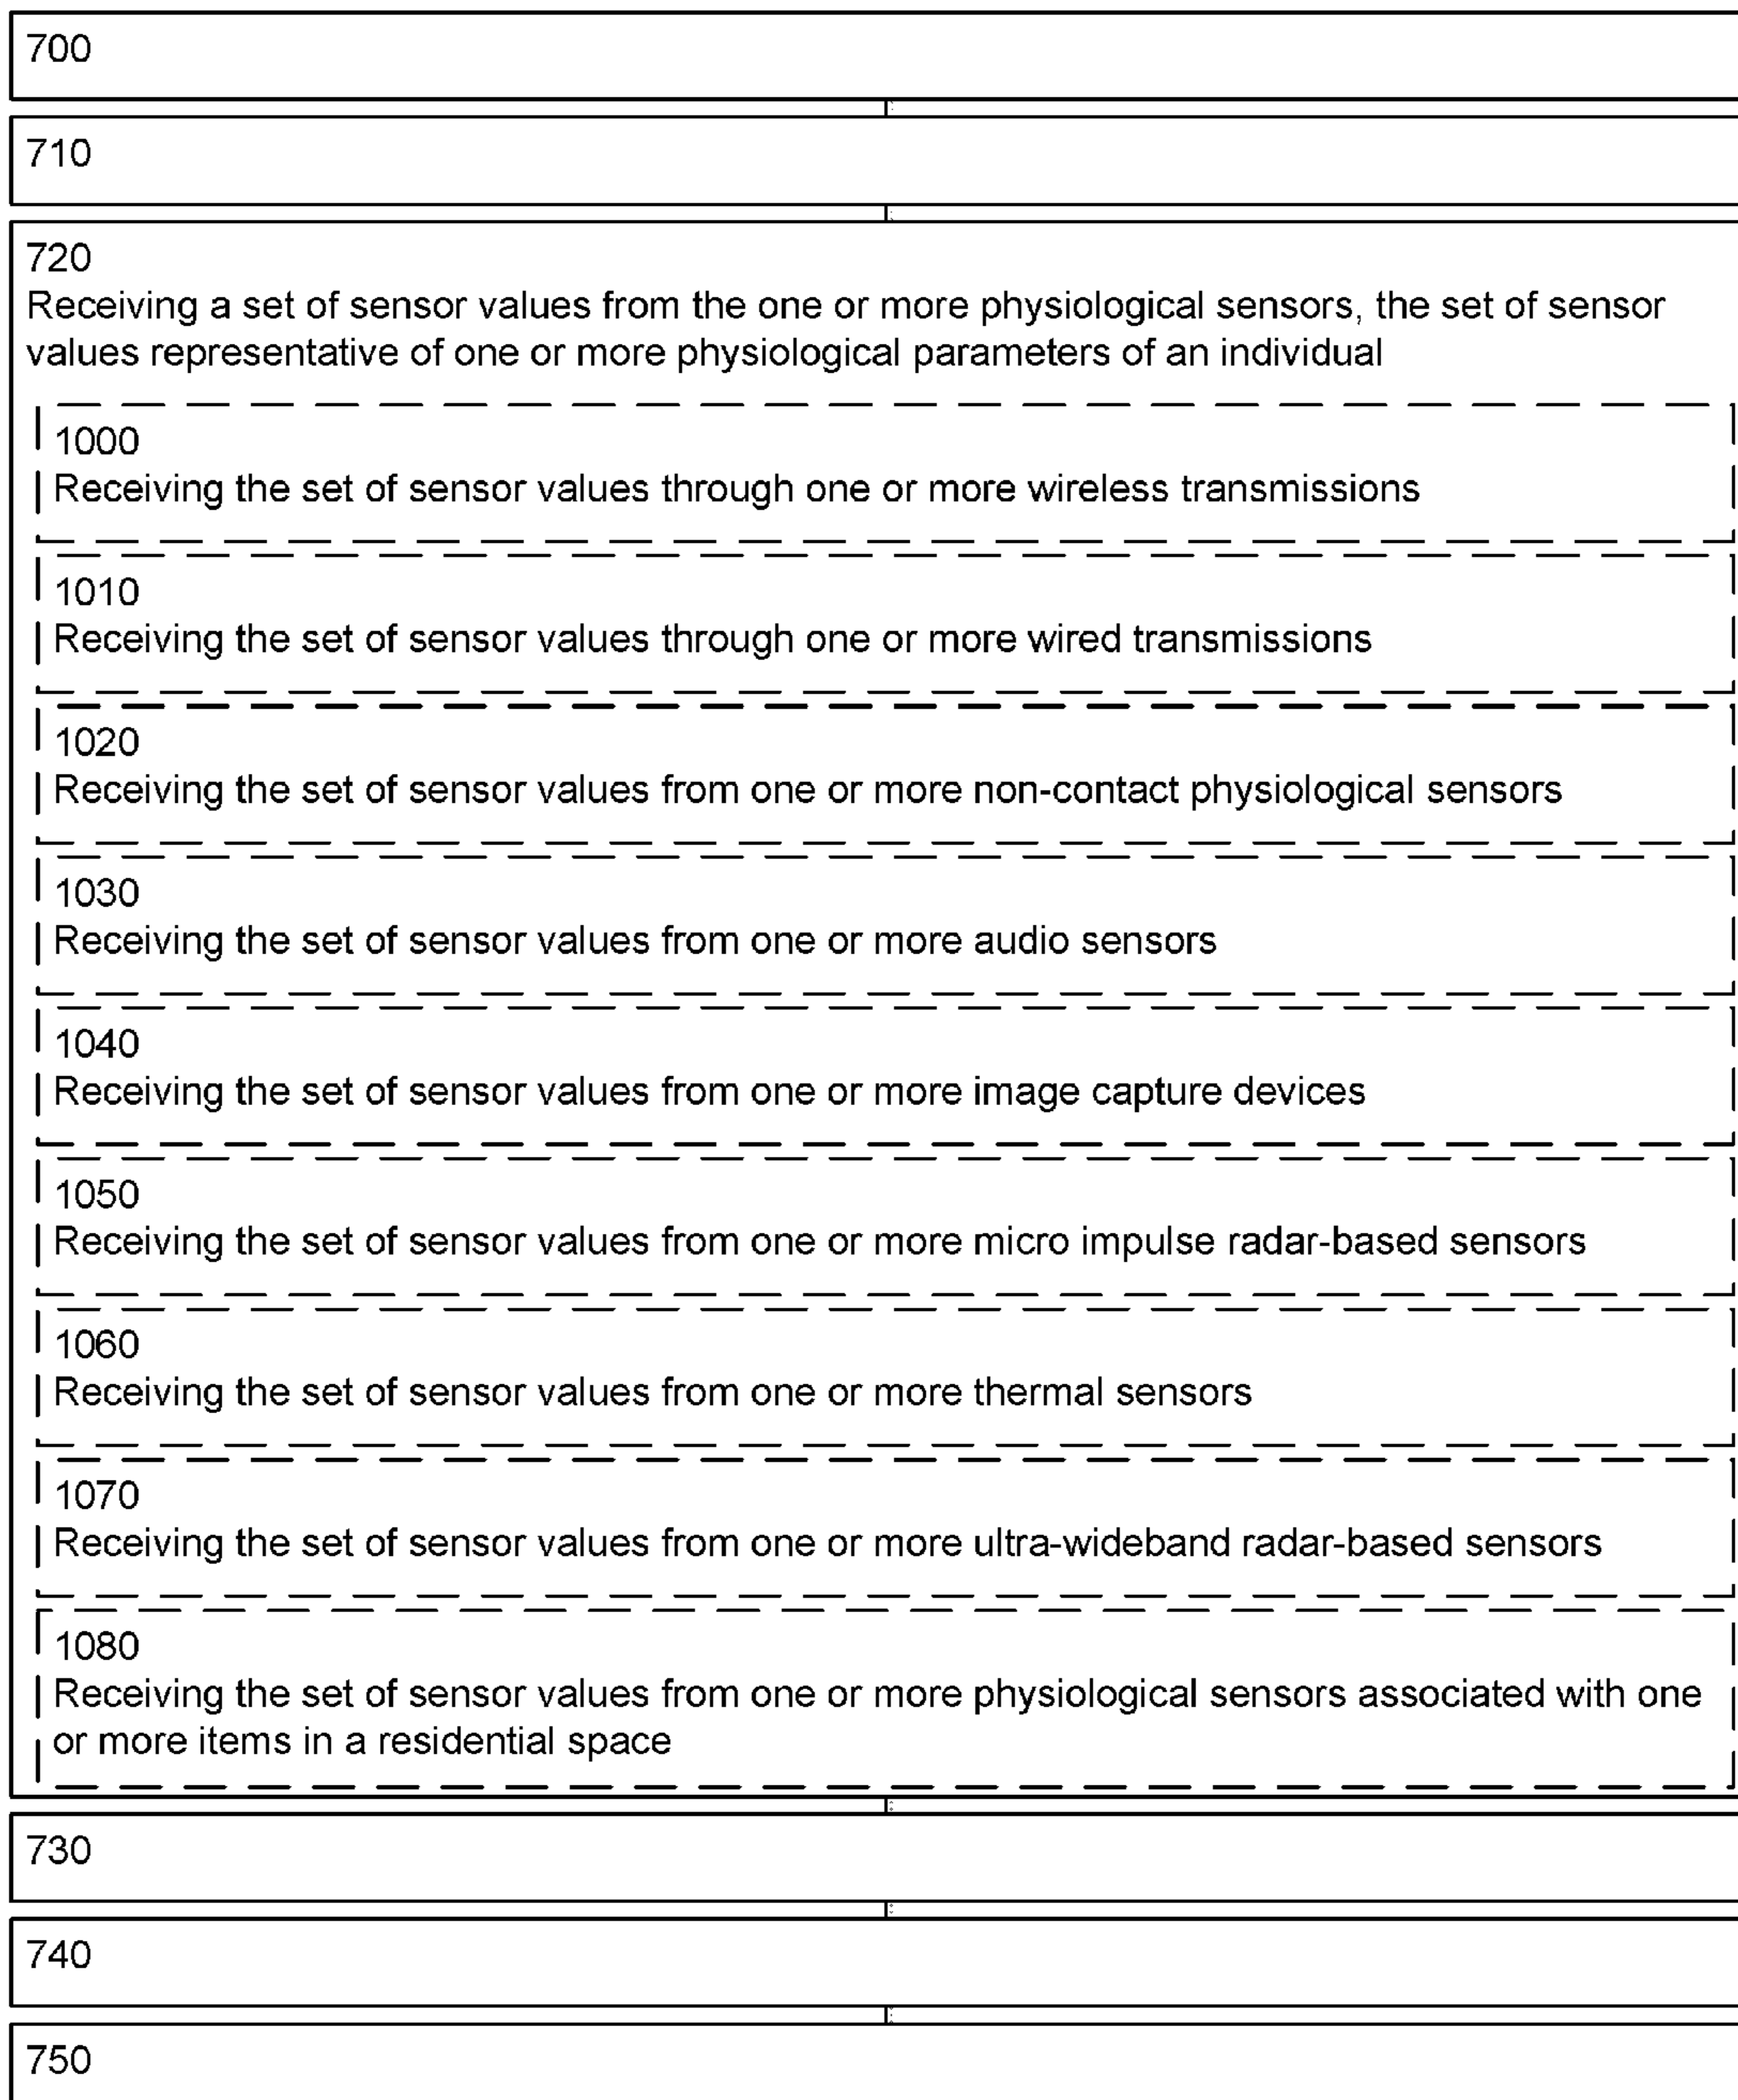 700
710
720
Receiving a set of sensor values from the one or more physiological sensors, the set of sensor
values representative of one or more physiological parameters of an individual
1000
Receiving the set of sensor values through one or more wireless transmissions
1010
Receiving the set of sensor values through one or more wired transmissions
1020
Receiving the set of sensor values from one or more non-contact physiological sensors
1030
Receiving the set of sensor values from one or more audio sensors
1040
Receiving the set of sensor values from one or more image capture devices
1050
Receiving the set of sensor values from one or more micro impulse radar-based sensors
1060
Receiving the set of sensor values from one or more thermal sensors
1070
Receiving the set of sensor values from one or more ultra-wideband radar-based sensors
1080
Receiving the set of sensor values from one or more physiological sensors associated with one
or more items in a residential space
730
740
750